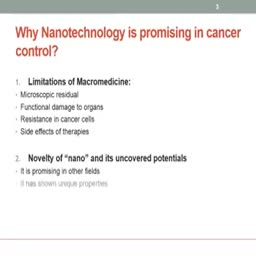 3
Why Nanotechnology is promising in cancer
control?
1. Limitations of Macromedicine:
• Microscopic residual
• Functional damage to organs
• Resistance in cancer cells
• Side effects of therapies
2. Novelty of “nano” and its uncovered potentials
• It is promising in other fields
• It has shown unique properties